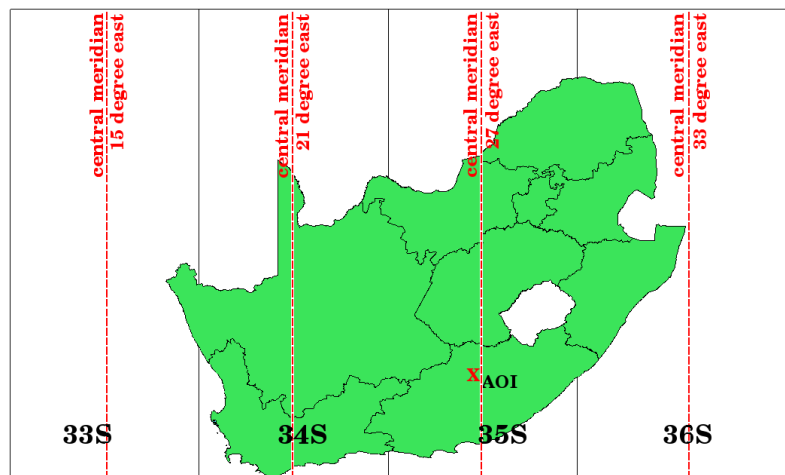 central meridian
15 degree east
central meridian
21 degree east
central meridian
27 degree east
central meridian
33 degree east
X
AOI
33S
34S
35S
36S